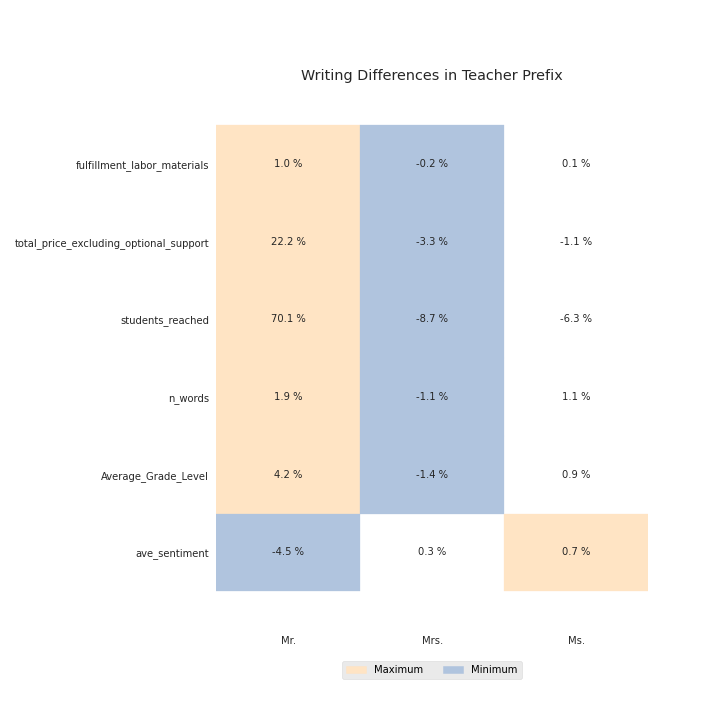 Writing Differences in Teacher Prefix
fulfillment_labor_materials 1.0 % -0.2 % 0.1 %
total_price_excluding_optional_support 22.2 % -3.3 % -1.1 %
students_reached 70.1 % -8.7 % -6.3 %
n_words 1.9 % -1.1 % 1.1 %
Average_Grade_Level 4.2 % -1.4 % 0.9 %
ave_sentiment -4.5 % 0.3 % 0.7 %
Mr. Mrs. Ms.
Maximum Minimum